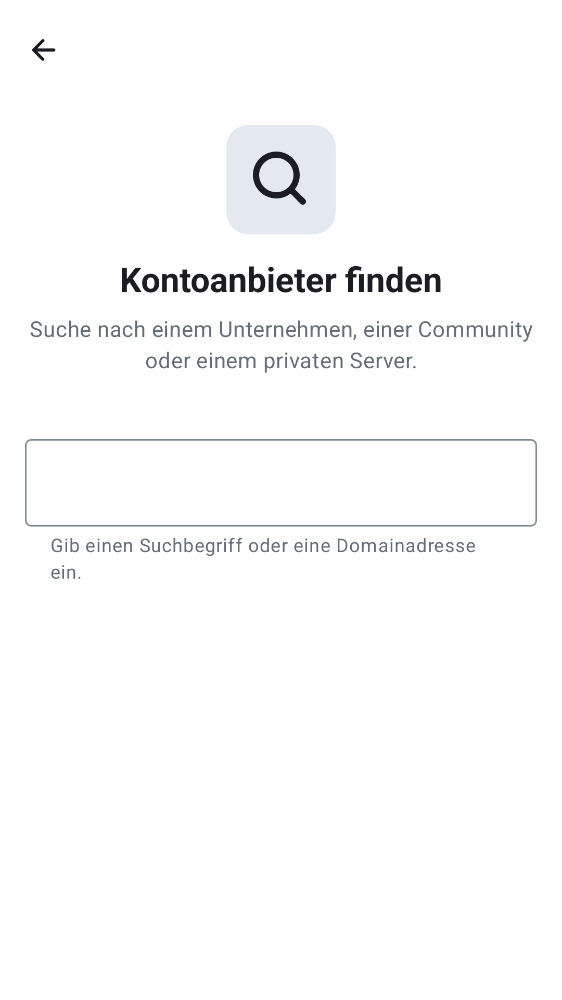 Kontoanbieter finden
Suche nach einem Unternehmen, einer Community
oder einem privaten Server.
Gib einen Suchbegriff oder eine Domainadresse
ein.